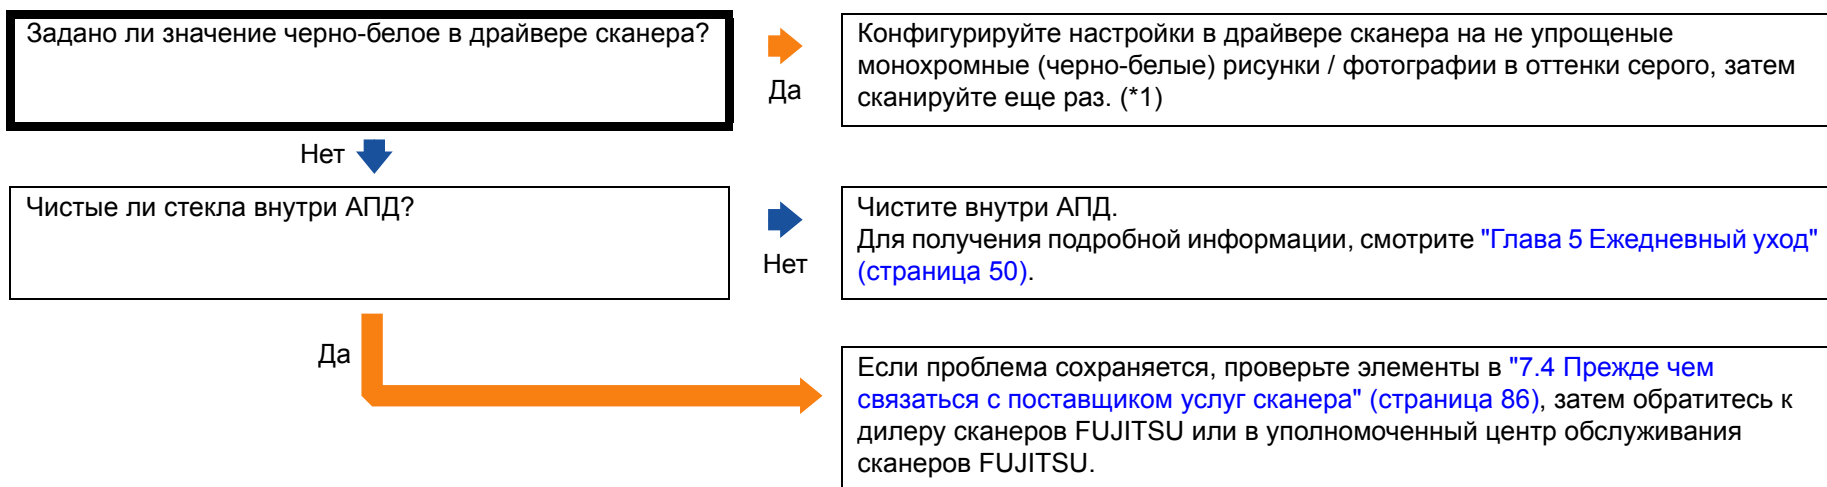 Задано ли значение черно-белое в драйвере сканера?
Да
Конфигурируйте настройки в драйвере сканера на не упрощеные
монохромные (черно-белые) рисунки / фотографии в оттенки серого, затем
сканируйте еще раз. (*1)
Нет
Чистые ли стекла внутри АПД?
Нет
Чистите внутри АПД.
Для получения подробной информации, смотрите "Глава 5 Ежедневный уход"
(страница 50).
Да
Если проблема сохраняется, проверьте элементы в "7.4 Прежде чем
связаться с поставщиком услуг сканера" (страница 86), затем обратитесь к
дилеру сканеров FUJITSU или в уполномоченный центр обслуживания
сканеров FUJITSU.